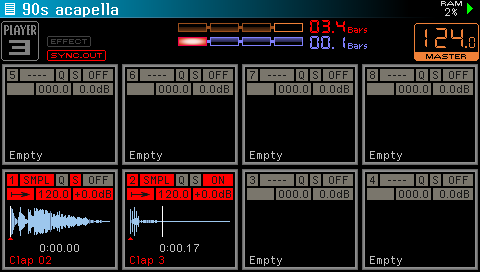 90s acapella
RAM
2%
PLAYER
3
EFFECT
SYNC.OUT
03.4 Bars
00.1 Bars
124.0
MASTER
5 ---- Q S OFF
000.0 0.0dB
Empty
6 ---- Q S OFF
000.0 0.0dB
Empty
7 ---- Q S OFF
000.0 0.0dB
Empty
8 ---- Q S OFF
000.0 0.0dB
Empty
1 SMPL Q S OFF
120.0 +0.0dB
0:00.00
Clap 02
2 SMPL Q S ON
120.0 +0.0dB
0:00.17
Clap 3
3 ---- Q S OFF
000.0 0.0dB
Empty
4 ---- Q S OFF
000.0 0.0dB
Empty